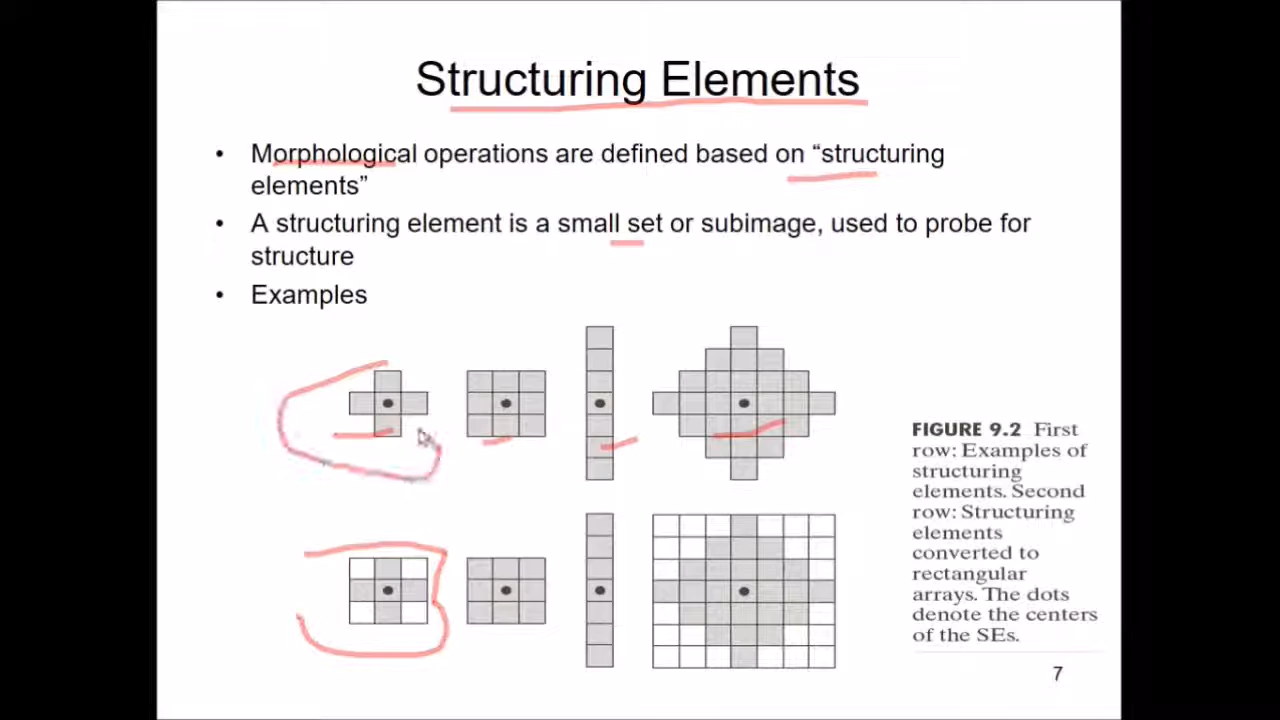 Structuring Elements
• Morphological operations are defined based on “structuring
elements”
• A structuring element is a small set or subimage, used to probe for
structure
• Examples
FIGURE 9.2 First
row: Examples of
structuring
elements. Second
row: Structuring
elements
converted to
rectangular
arrays. The dots
denote the centers
of the SEs.
7